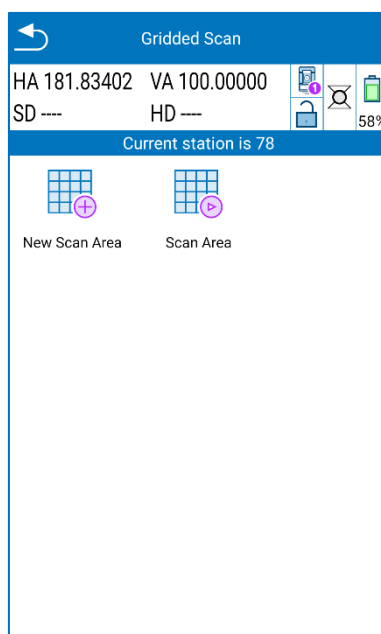 Gridded Scan
HA 181.83402 VA 100.00000
1
SD ---- HD ----
58%
Current station is 78
New Scan Area Scan Area